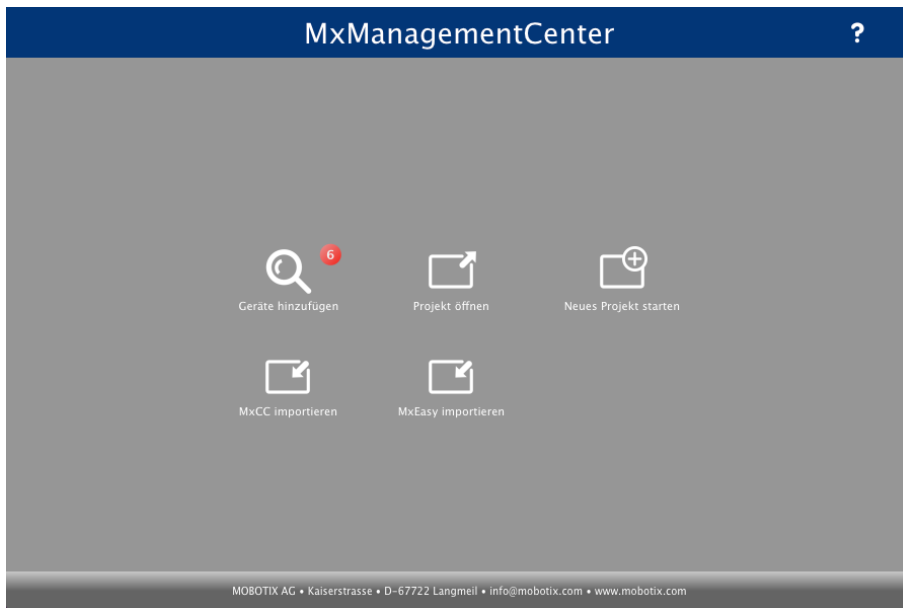 MxManagementCenter ?
6
Geräte hinzufügen Projekt öffnen Neues Projekt starten
MxCC importieren MxEasy importieren
MOBOTIX AG • Kaiserstrasse • D-67722 Langmeil • info@mobotix.com • www.mobotix.com